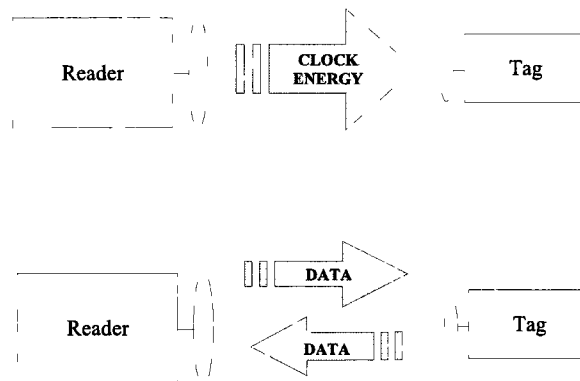 Reader
CLOCK
ENERGY
Tag
DATA
Reader
DATA
Tag